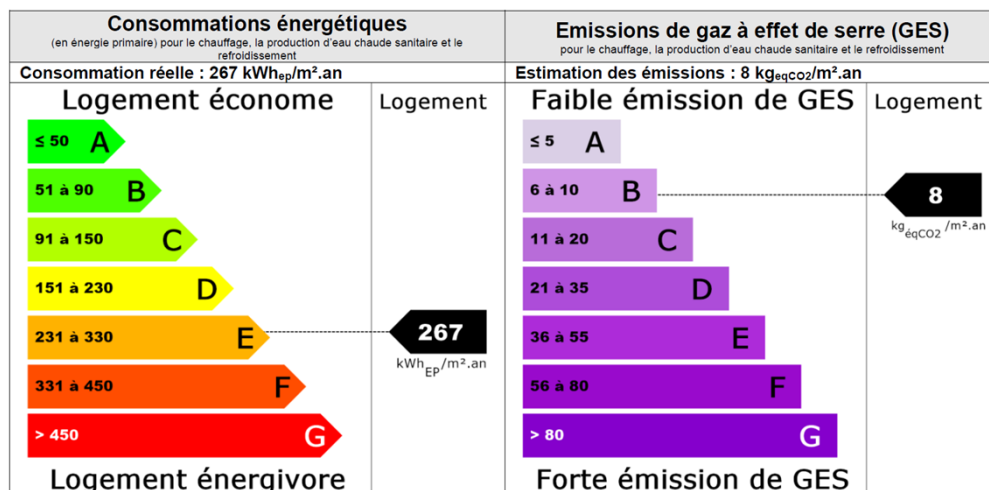 Consommations énergétiques
(en énergie primaire) pour le chauffage, la production d'eau chaude sanitaire et le
refroidissement
Consommation réelle : 267 kWhep/m².an
Logement économe
Logement
≤ 50 A
51 à 90 B
91 à 150 C
151 à 230 D
231 à 330 E
267
kWhEP/m².an
331 à 450 F
> 450 G
Logement énergivore
Emissions de gaz à effet de serre (GES)
pour le chauffage, la production d'eau chaude sanitaire et le refroidissement
Estimation des émissions : 8 kgeqCO2/m².an
Faible émission de GES
Logement
≤ 5 A
6 à 10 B
8
kgéqCO2/m².an
11 à 20 C
21 à 35 D
36 à 55 E
56 à 80 F
> 80 G
Forte émission de GES